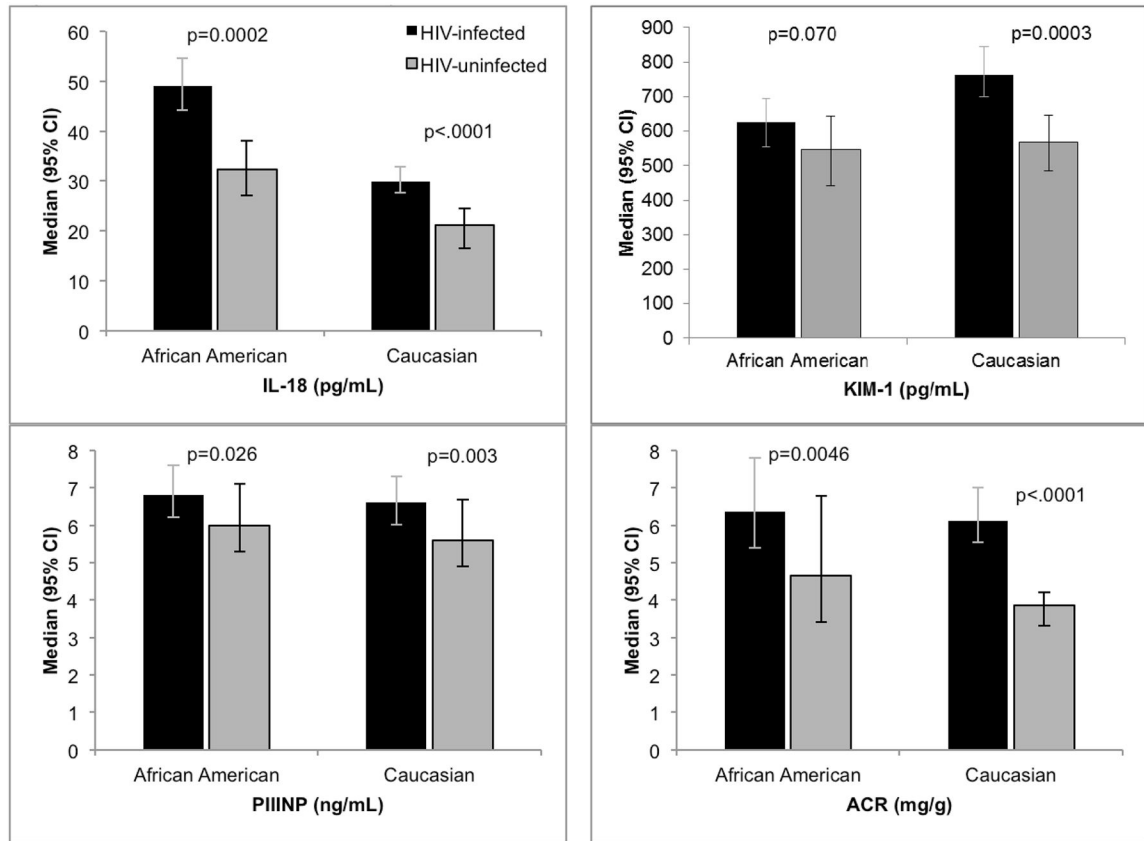 60
50
40
30
20
10
0
Median (95% CI)
p=0.0002
HIV-infected
HIV-uninfected
p<.0001
African American
Caucasian
IL-18 (pg/mL)
900
800
700
600
500
400
300
200
100
0
Median (95% CI)
p=0.070
p=0.0003
African American
Caucasian
KIM-1 (pg/mL)
8
7
6
5
4
3
2
1
0
Median (95% CI)
p=0.026
p=0.003
African American
Caucasian
PIIINP (ng/mL)
8
7
6
5
4
3
2
1
0
Median (95% CI)
p=0.0046
p<.0001
African American
Caucasian
ACR (mg/g)